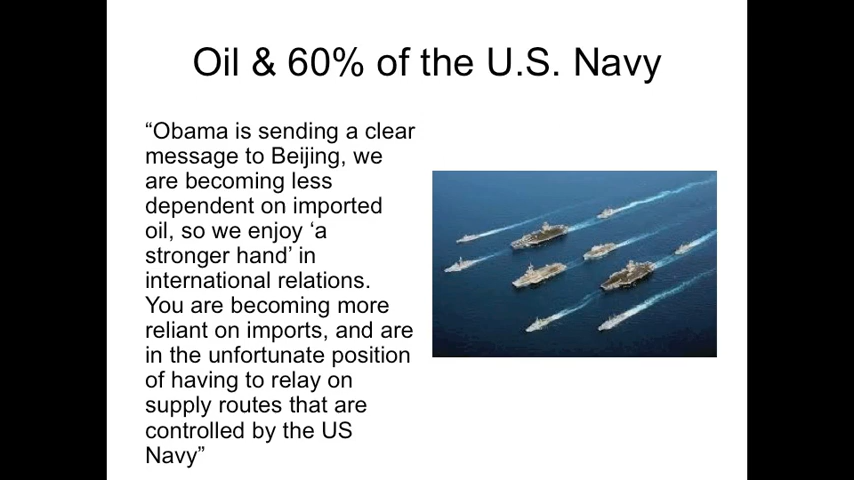 Oil & 60% of the U.S. Navy
“Obama is sending a clear
message to Beijing, we
are becoming less
dependent on imported
oil, so we enjoy ‘a
stronger hand’ in
international relations.
You are becoming more
reliant on imports, and are
in the unfortunate position
of having to relay on
supply routes that are
controlled by the US
Navy”